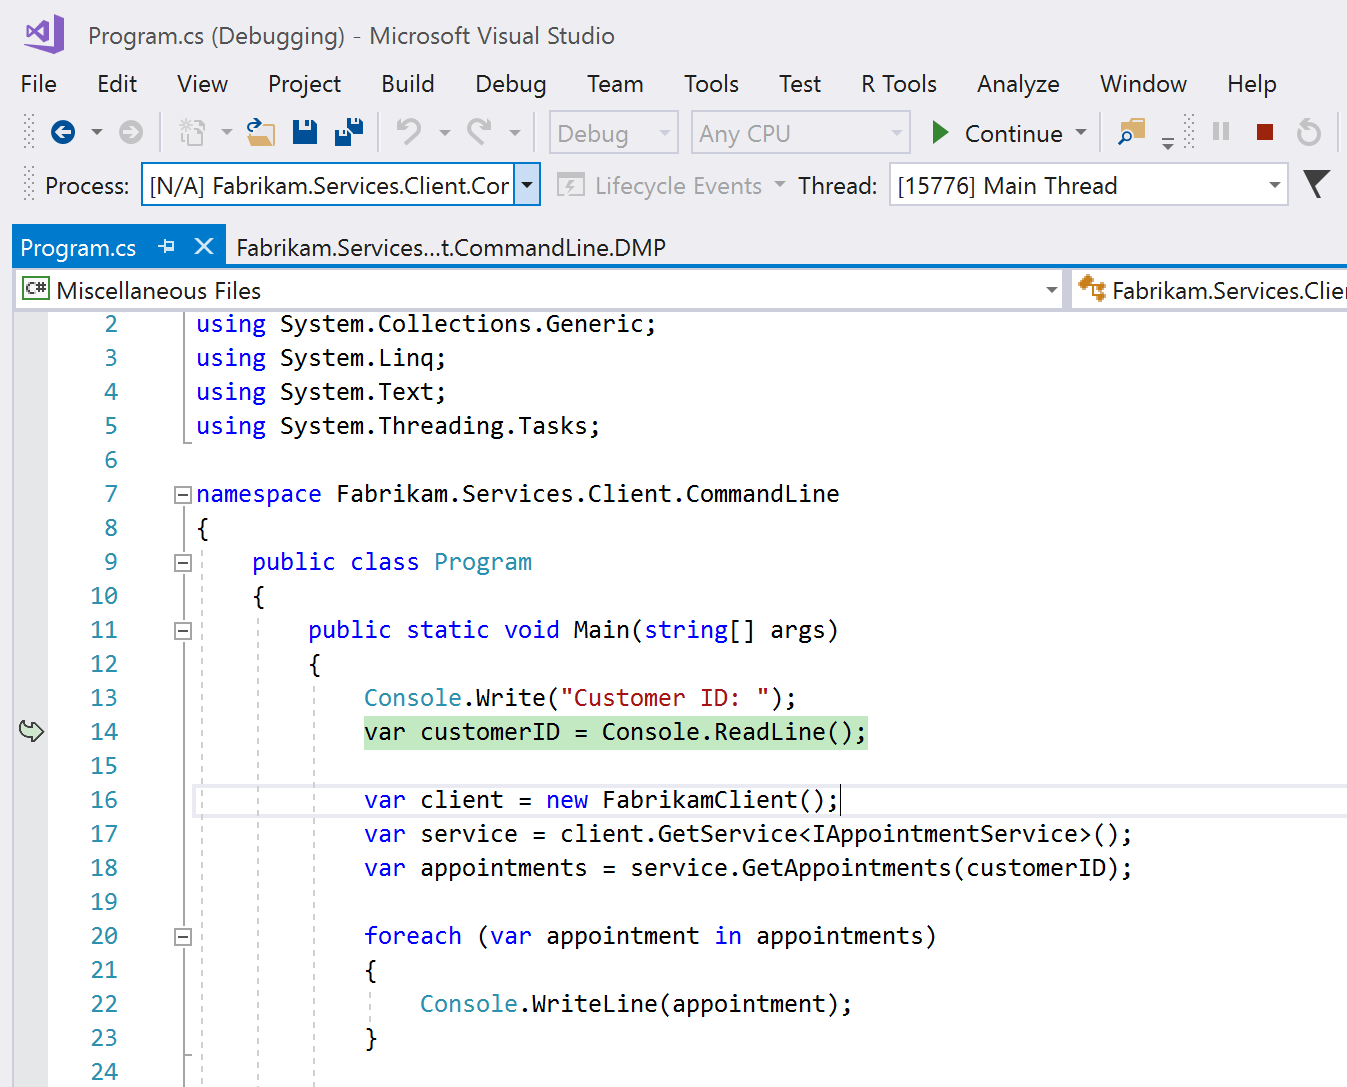 Program.cs (Debugging) - Microsoft Visual Studio
File Edit View Project Build Debug Team Tools Test R Tools Analyze Window Help
Debug Any CPU Continue
Process: [N/A] Fabrikam.Services.Client.Cor Lifecycle Events Thread: [15776] Main Thread
Program.cs Fabrikam.Services...t.CommandLine.DMP
C# Miscellaneous Files Fabrikam.Services.Clie
2 using System.Collections.Generic;
3 using System.Linq;
4 using System.Text;
5 using System.Threading.Tasks;
6
7 namespace Fabrikam.Services.Client.CommandLine
8 {
9 public class Program
10 {
11 public static void Main(string[] args)
12 {
13 Console.Write("Customer ID: ");
14 var customerID = Console.ReadLine();
15
16 var client = new FabrikamClient();
17 var service = client.GetService<IAppointmentService>();
18 var appointments = service.GetAppointments(customerID);
19
20 foreach (var appointment in appointments)
21 {
22 Console.WriteLine(appointment);
23 }
24